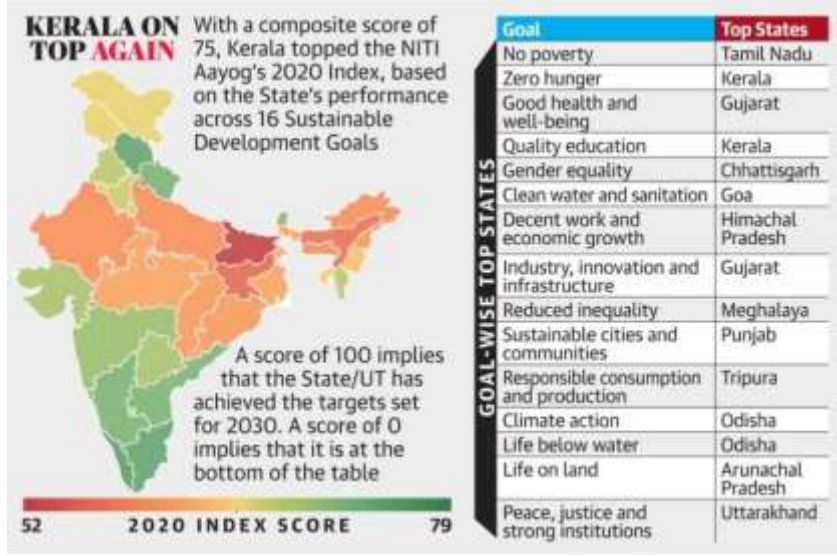 KERALA ON
TOP AGAIN
With a composite score of
75, Kerala topped the NITI
Aayog's 2020 Index, based
on the State's performance
across 16 Sustainable
Development Goals
A score of 100 implies
that the State/UT has
achieved the targets set
for 2030. A score of 0
implies that it is at the
bottom of the table
52 2020 INDEX SCORE 79
GOAL-WISE TOP STATES
Goal Top States
No poverty Tamil Nadu
Zero hunger Kerala
Good health and Gujarat
well-being
Quality education Kerala
Gender equality Chhattisgarh
Clean water and sanitation Goa
Decent work and Himachal
economic growth Pradesh
Industry, innovation and Gujarat
infrastructure
Reduced inequality Meghalaya
Sustainable cities and Punjab
communities
Responsible consumption Tripura
and production
Climate action Odisha
Life below water Odisha
Life on land Arunachal
Pradesh
Peace, justice and Uttarakhand
strong institutions